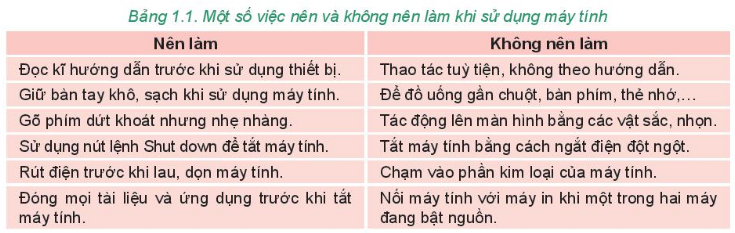 Bảng 1.1. Một số việc nên và không nên làm khi sử dụng máy tính
Nên làm
Không nên làm
Đọc kĩ hướng dẫn trước khi sử dụng thiết bị.
Thao tác tuỳ tiện, không theo hướng dẫn.
Giữ bàn tay khô, sạch khi sử dụng máy tính.
Để đồ uống gần chuột, bàn phím, thẻ nhớ,...
Gõ phím dứt khoát nhưng nhẹ nhàng.
Tác động lên màn hình bằng các vật sắc, nhọn.
Sử dụng nút lệnh Shut down để tắt máy tính.
Tắt máy tính bằng cách ngắt điện đột ngột.
Rút điện trước khi lau, dọn máy tính.
Chạm vào phần kim loại của máy tính.
Đóng mọi tài liệu và ứng dụng trước khi tắt
máy tính.
Nối máy tính với máy in khi một trong hai máy
đang bật nguồn.